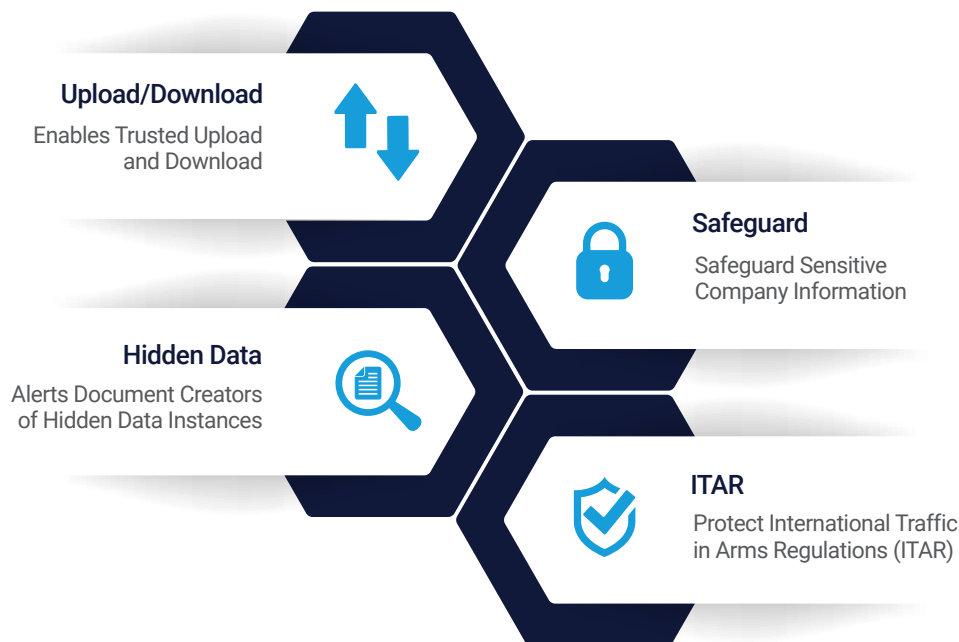 Upload/Download
Enables Trusted Upload
and Download
Safeguard
Safeguard Sensitive
Company Information
Hidden Data
Alerts Document Creators
of Hidden Data Instances
ITAR
Protect International Traffic
in Arms Regulations (ITAR)